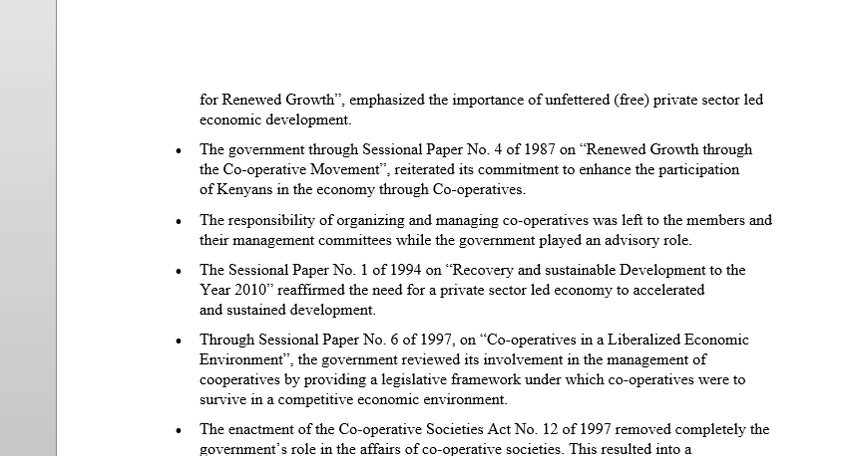 for Renewed Growth”, emphasized the importance of unfettered (free) private sector led
economic development.
• The government through Sessional Paper No. 4 of 1987 on “Renewed Growth through
the Co-operative Movement”, reiterated its commitment to enhance the participation
of Kenyans in the economy through Co-operatives.
• The responsibility of organizing and managing co-operatives was left to the members and
their management committees while the government played an advisory role.
• The Sessional Paper No. 1 of 1994 on “Recovery and sustainable Development to the
Year 2010” reaffirmed the need for a private sector led economy to accelerated
and sustained development.
• Through Sessional Paper No. 6 of 1997, on “Co-operatives in a Liberalized Economic
Environment”, the government reviewed its involvement in the management of
cooperatives by providing a legislative framework under which co-operatives were to
survive in a competitive economic environment.
• The enactment of the Co-operative Societies Act No. 12 of 1997 removed completely the
government’s role in the affairs of co-operative societies. This resulted into a